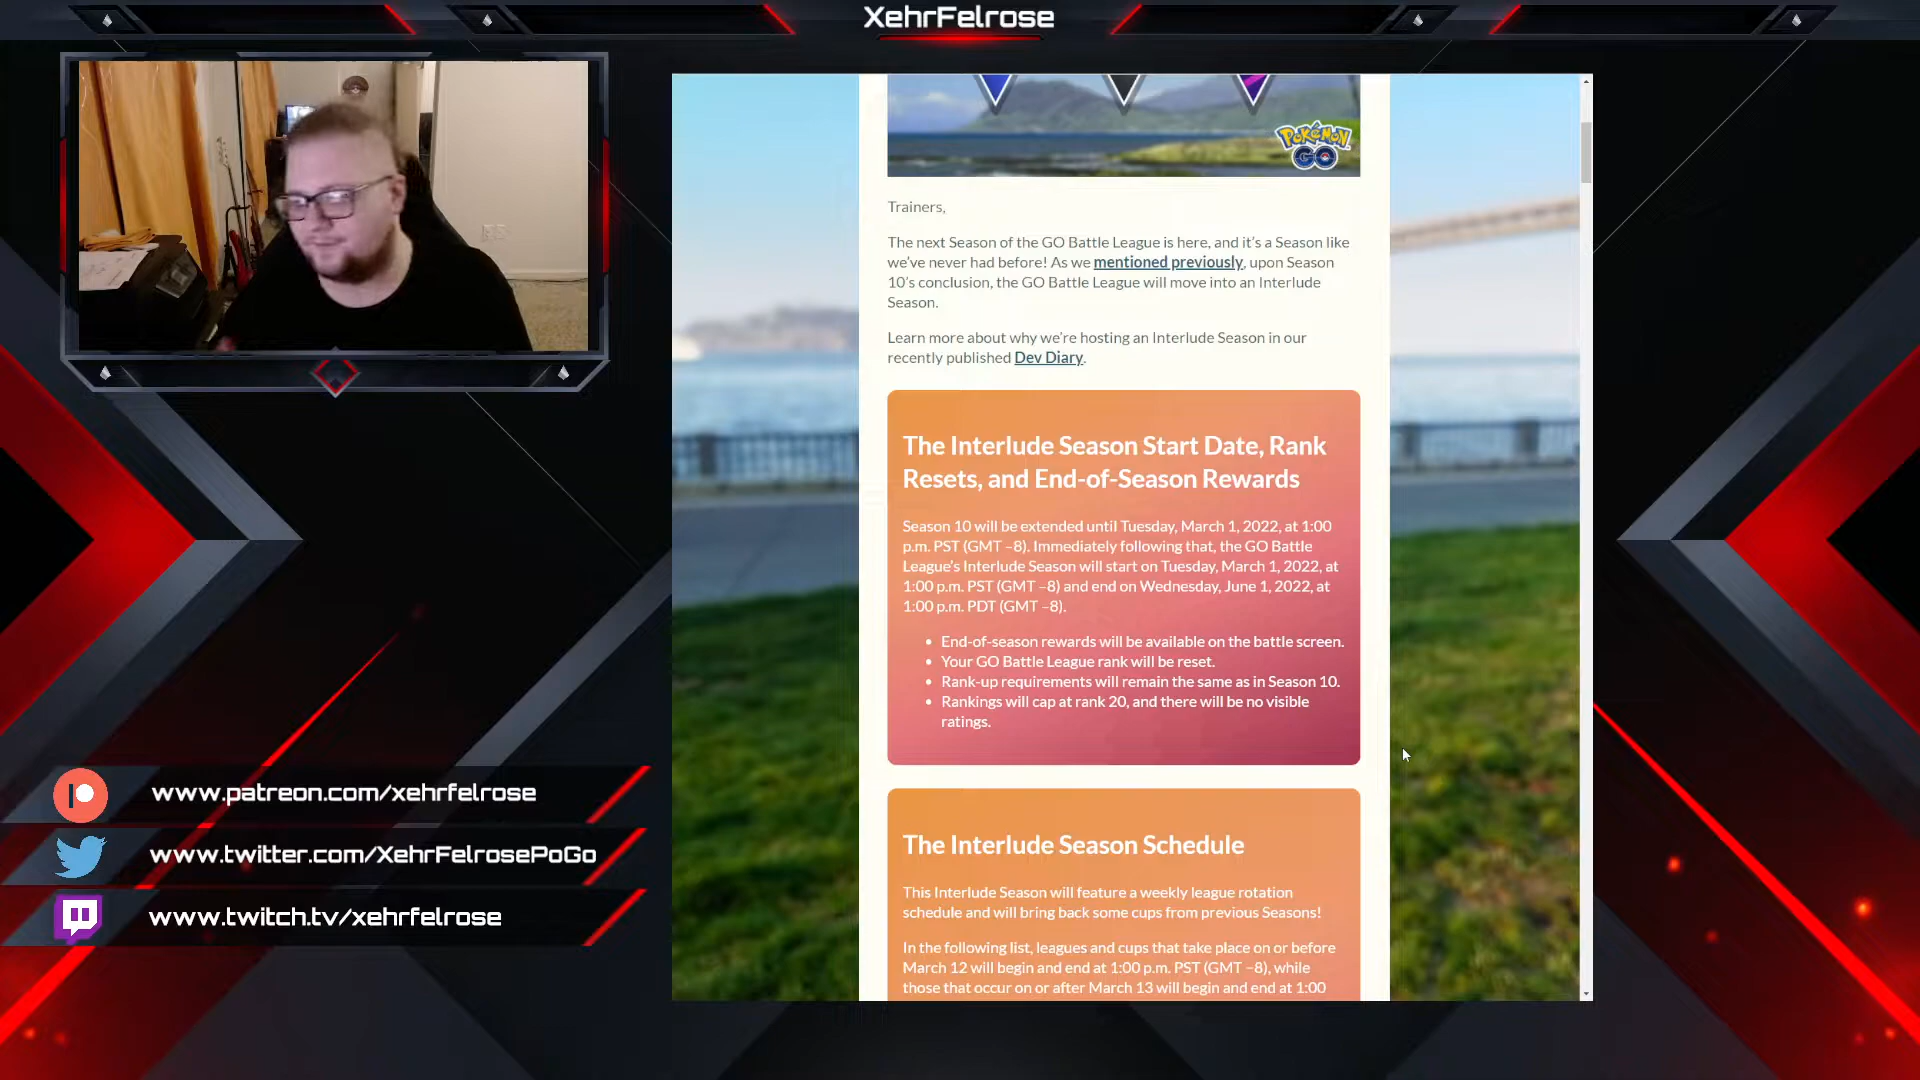 XehrFelrose
POKÉMON
GO
Trainers,
The next Season of the GO Battle League is here, and it's a Season like
we've never had before! As we mentioned previously, upon Season
10's conclusion, the GO Battle League will move into an Interlude
Season.
Learn more about why we're hosting an Interlude Season in our
recently published Dev Diary.
The Interlude Season Start Date, Rank
Resets, and End-of-Season Rewards
Season 10 will be extended until Tuesday, March 1, 2022, at 1:00
p.m. PST (GMT −8). Immediately following that, the GO Battle
League's Interlude Season will start on Tuesday, March 1, 2022, at
1:00 p.m. PST (GMT −8) and end on Wednesday, June 1, 2022, at
1:00 p.m. PDT (GMT −8).
• End-of-season rewards will be available on the battle screen.
• Your GO Battle League rank will be reset.
• Rank-up requirements will remain the same as in Season 10.
• Rankings will cap at rank 20, and there will be no visible
ratings.
The Interlude Season Schedule
This Interlude Season will feature a weekly league rotation
schedule and will bring back some cups from previous Seasons!
In the following list, leagues and cups that take place on or before
March 12 will begin and end at 1:00 p.m. PST (GMT −8), while
those that occur on or after March 13 will begin and end at 1:00
www.patreon.com/xehrfelrose
www.twitter.com/XehrFelrosePoGo
www.twitch.tv/xehrfelrose